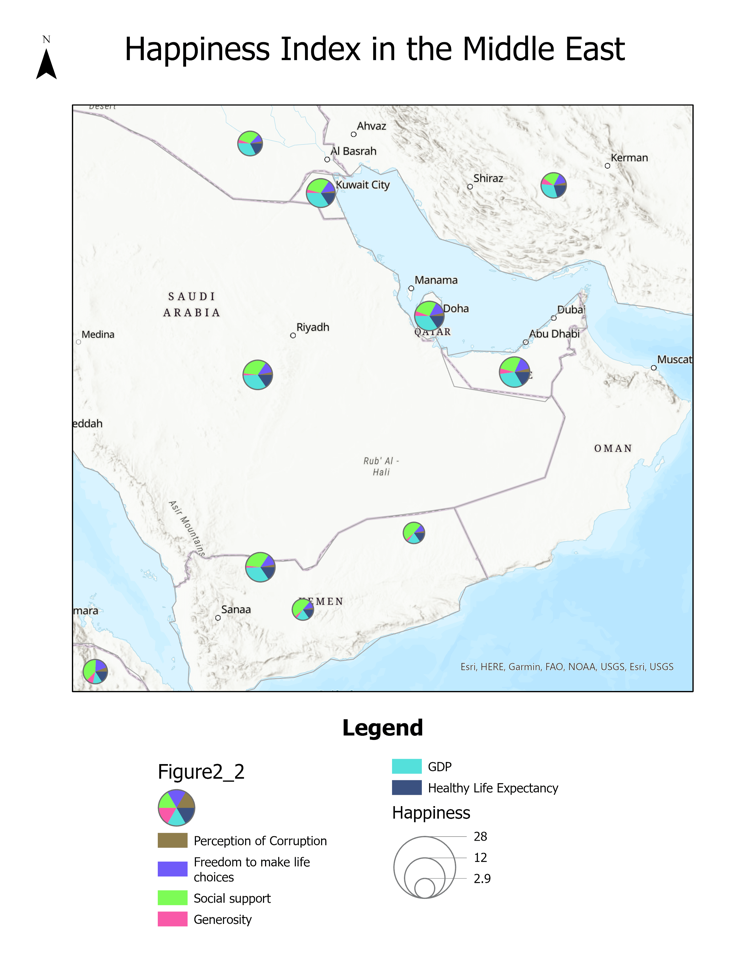 Happiness Index in the Middle East
N
Desert
Ahvaz
Al Basrah
Kerman
Kuwait City
Shiraz
Manama
SAUDI
ARABIA
Doha
Duba
Riyadh
QATAR
Medina
Abu Dhabi
Muscat
E
eddah
OMAN
Rub' Al -
Hali
Asir Mountains
EMEN
mara
Sanaa
Esri, HERE, Garmin, FAO, NOAA, USGS, Esri, USGS
Legend
Figure2_2
Perception of Corruption
Freedom to make life
choices
Social support
Generosity
GDP
Healthy Life Expectancy
Happiness
28
12
2.9